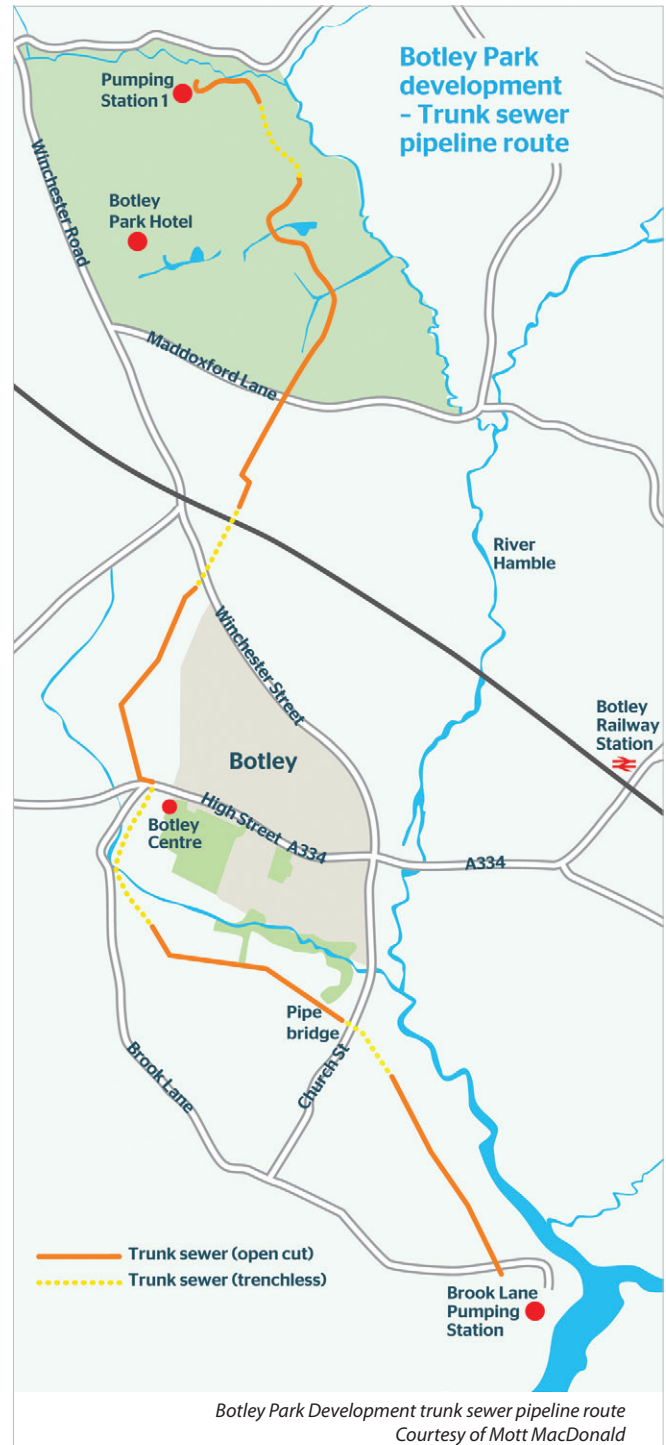 Botley Park
development
– Trunk sewer
pipeline route
Pumping
Station 1
Winchester Road
Botley
Park Hotel
Maddoxford Lane
River
Hamble
Winchester Street
Botley
Railway
Station
Botley
High Street A334
Botley
Centre
A334
Pipe
bridge
Church St
Brook Lane
Trunk sewer (open cut)
Trunk sewer (trenchless)
Brook Lane
Pumping
Station
Botley Park Development trunk sewer pipeline route
Courtesy of Mott MacDonald